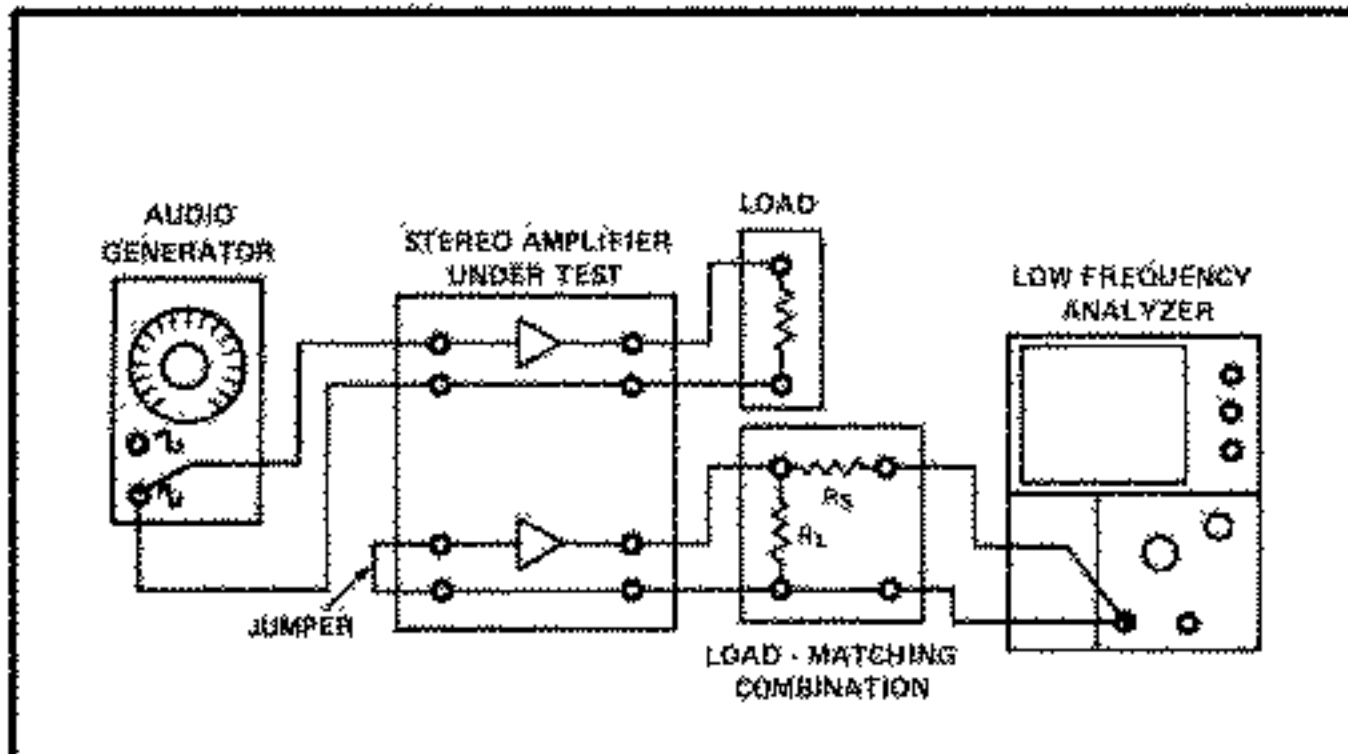 AUDIO
GENERATOR
STEREO AMPLIFIER
UNDER TEST
LOAD
LOW FREQUENCY
ANALYZER
RS
RL
JUMPER
LOAD - MATCHING
COMBINATION